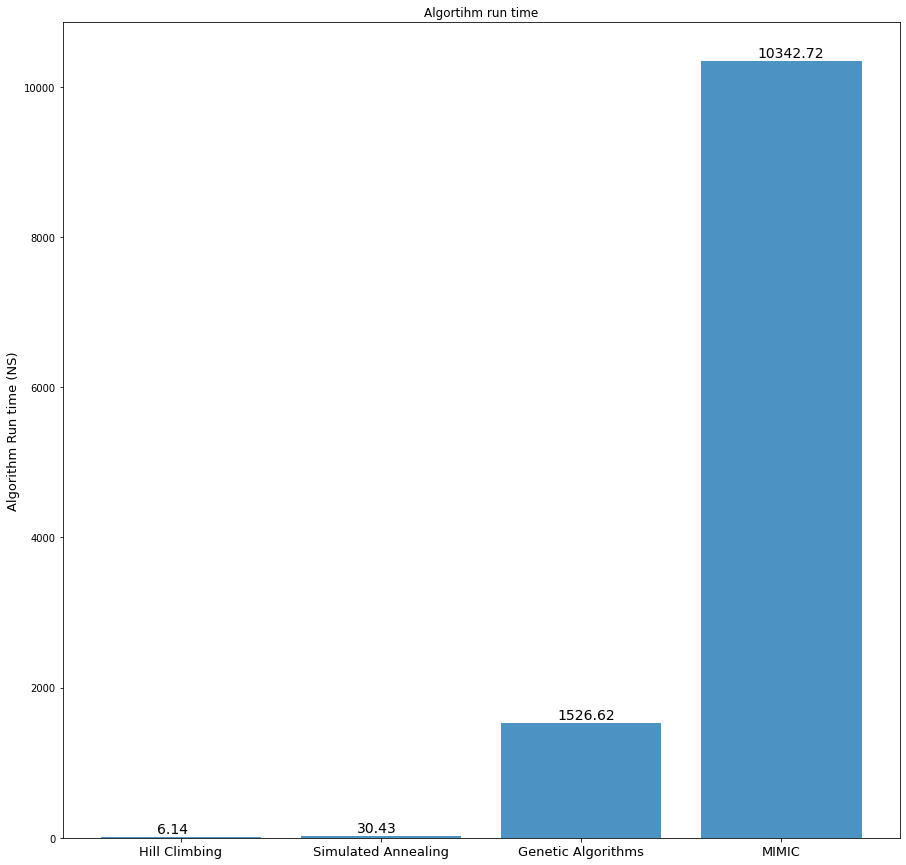 Algortihm run time
10342.72
10000
8000
6000
Algorithm Run time (NS)
4000
2000
1526.62
6.14
30.43
0
Hill Climbing
Simulated Annealing
Genetic Algorithms
MIMIC